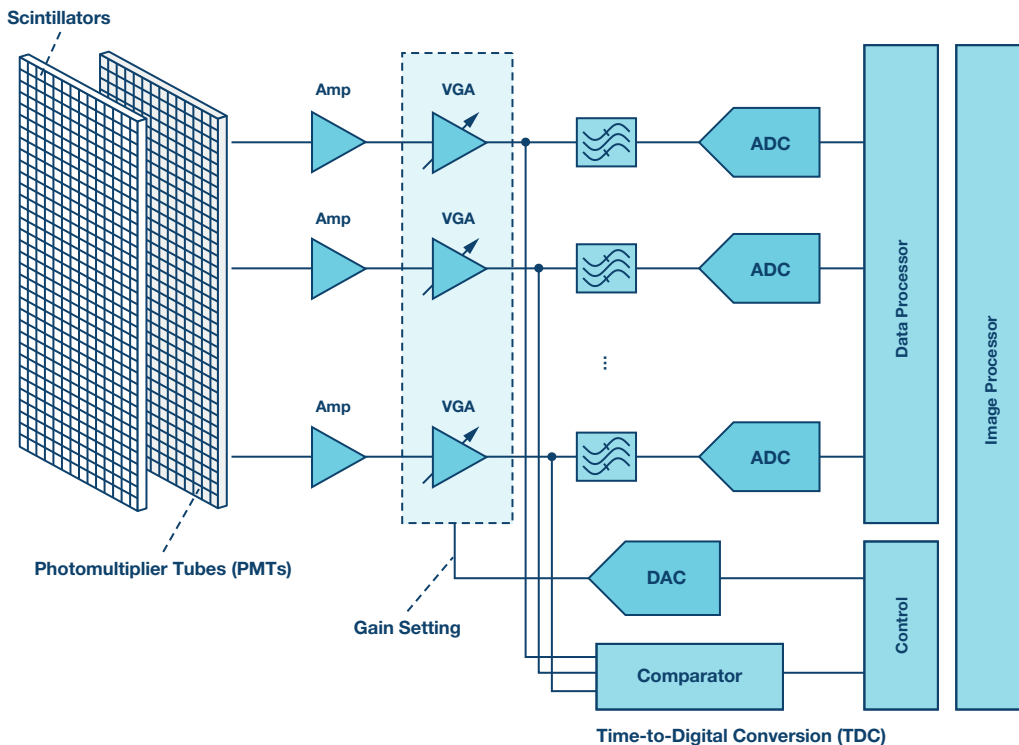 Scintillators
Amp
VGA
ADC
Amp
VGA
ADC
...
Amp
VGA
ADC
Data Processor
Image Processor
Photomultiplier Tubes (PMTs)
DAC
Gain Setting
Control
Comparator
Time-to-Digital Conversion (TDC)